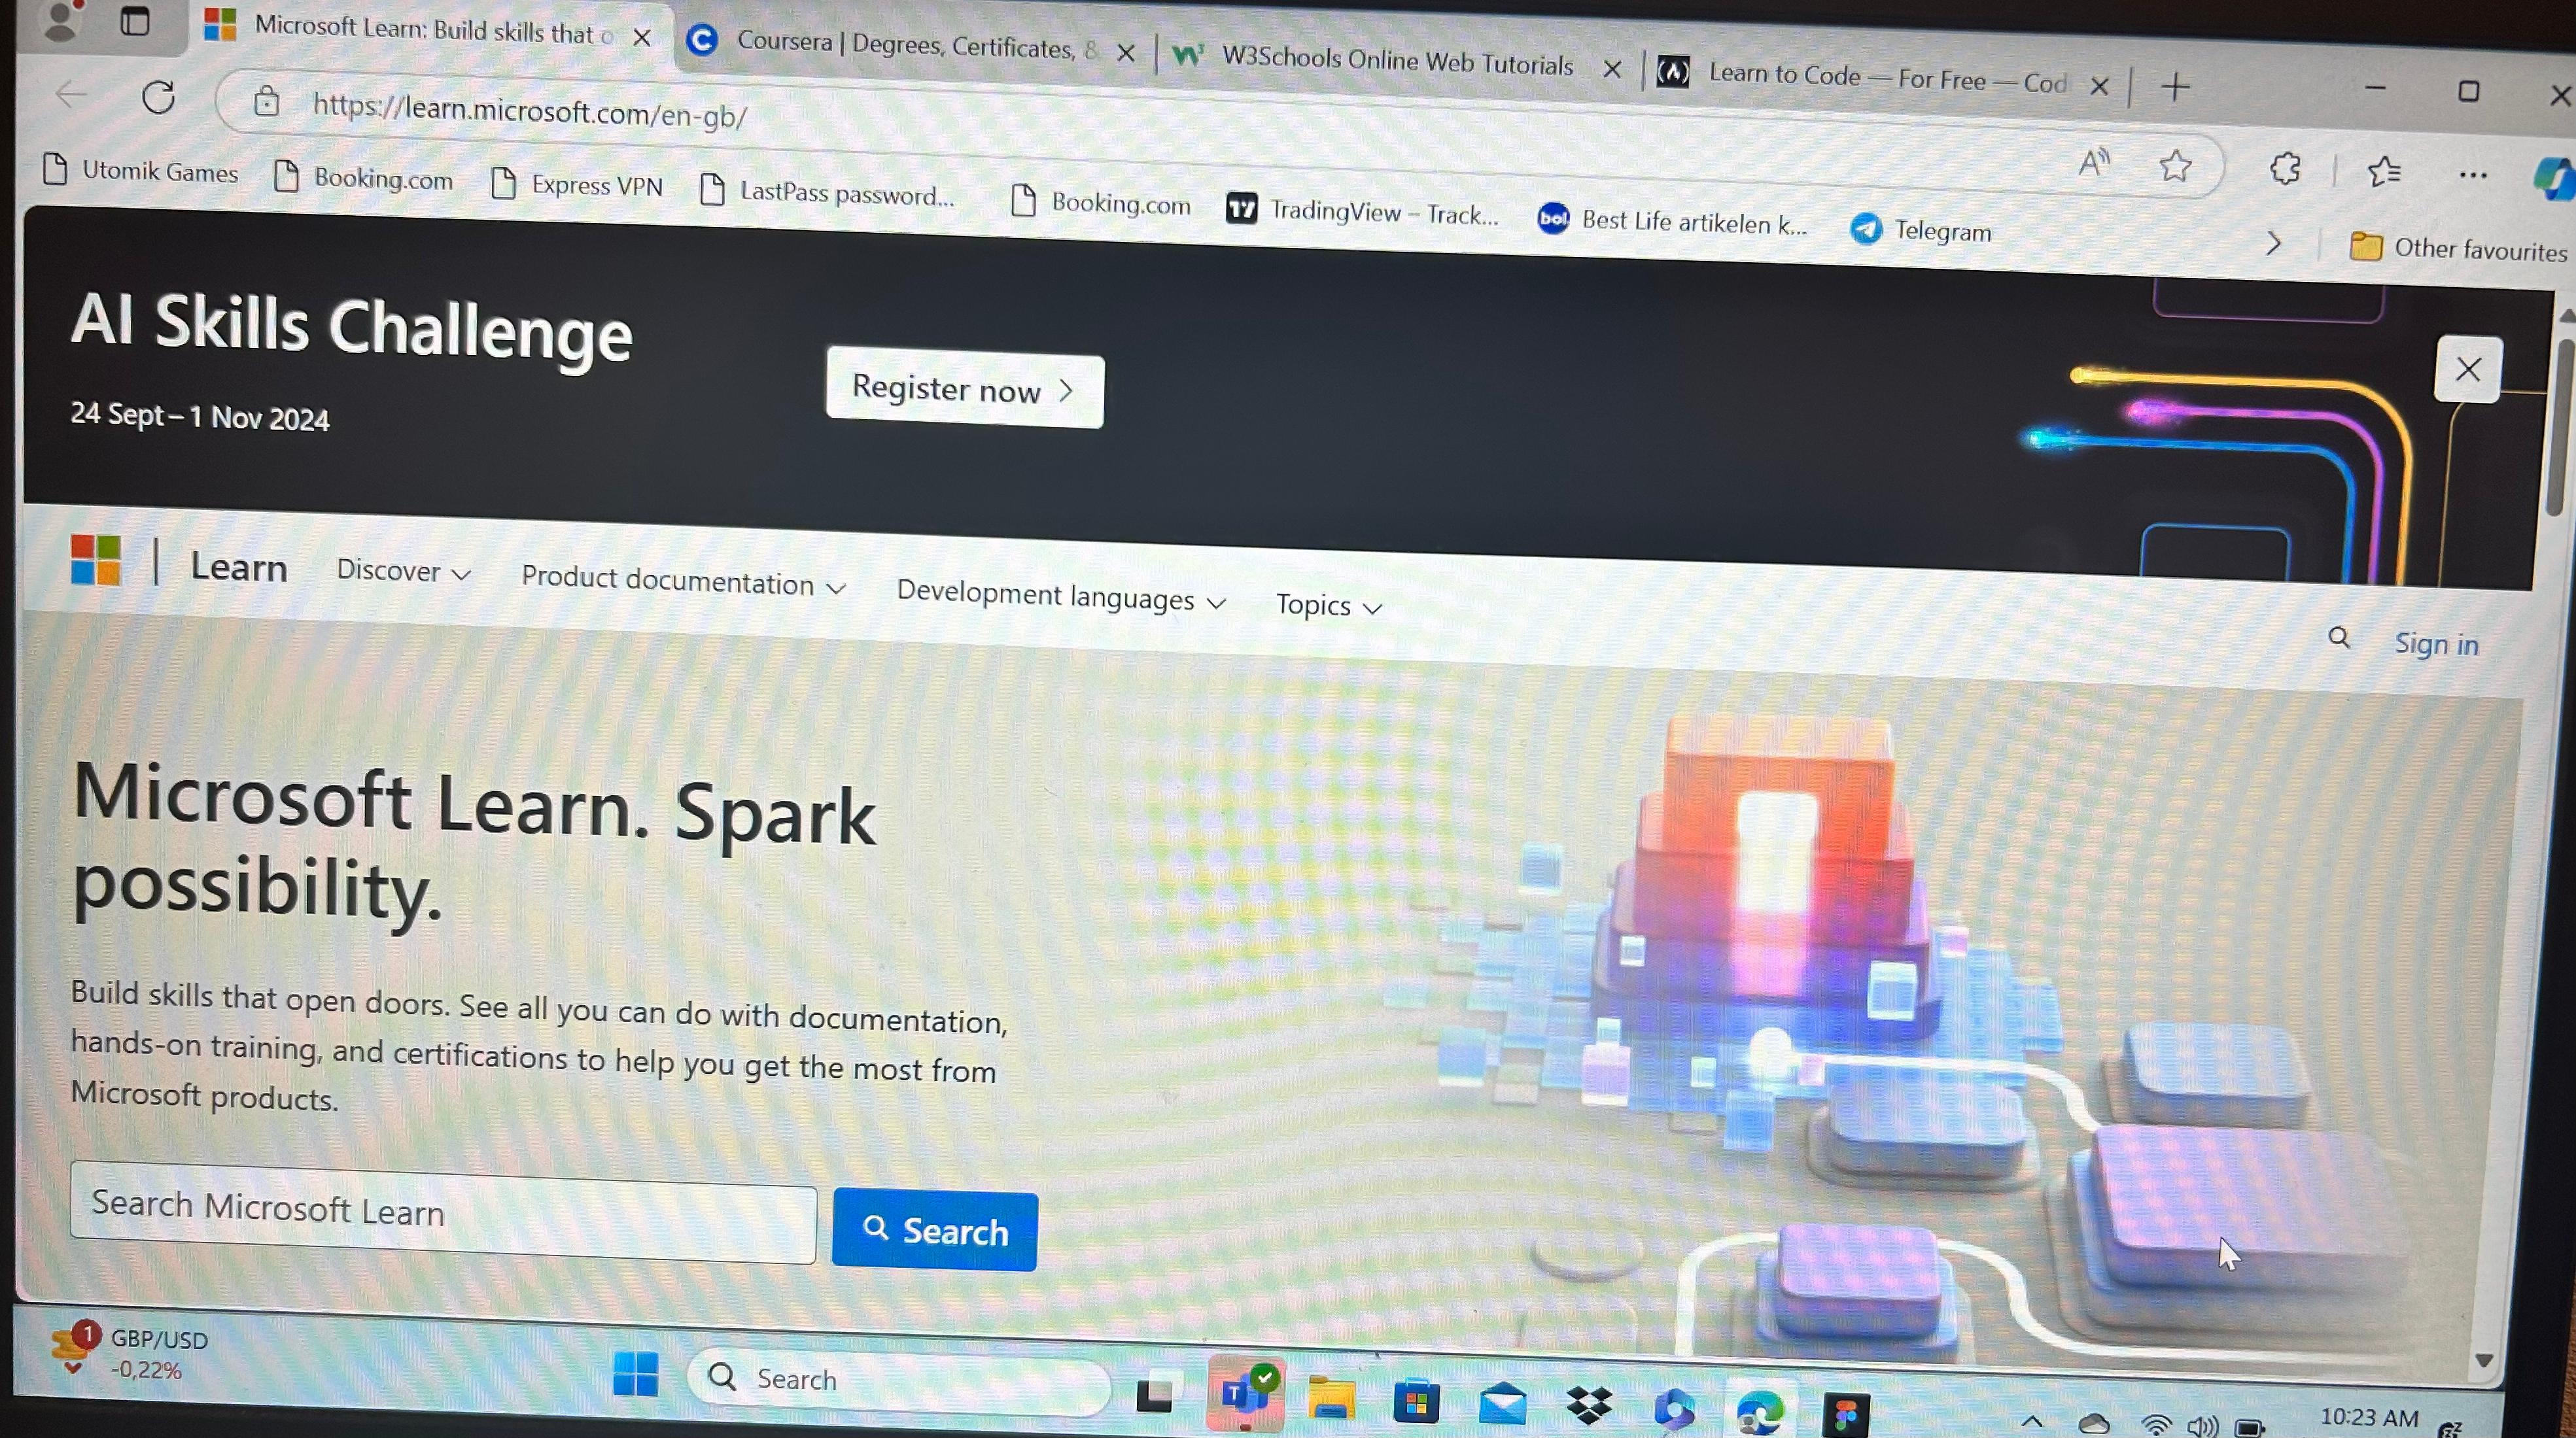 Microsoft Learn: Build skills that o
Coursera | Degrees, Certificates, &
W3Schools Online Web Tutorials
Learn to Code — For Free — Cod
https://learn.microsoft.com/en-gb/
Utomik Games
Booking.com
Express VPN
LastPass password...
Booking.com
TradingView – Track...
bol
Best Life artikelen k...
Telegram
Other favourites
AI Skills Challenge
24 Sept–1 Nov 2024
Register now
Learn
Discover
Product documentation
Development languages
Topics
Sign in
Microsoft Learn. Spark
possibility.
Build skills that open doors. See all you can do with documentation,
hands-on training, and certifications to help you get the most from
Microsoft products.
Search Microsoft Learn
Search
1
GBP/USD
-0,22%
Search
10:23 AM